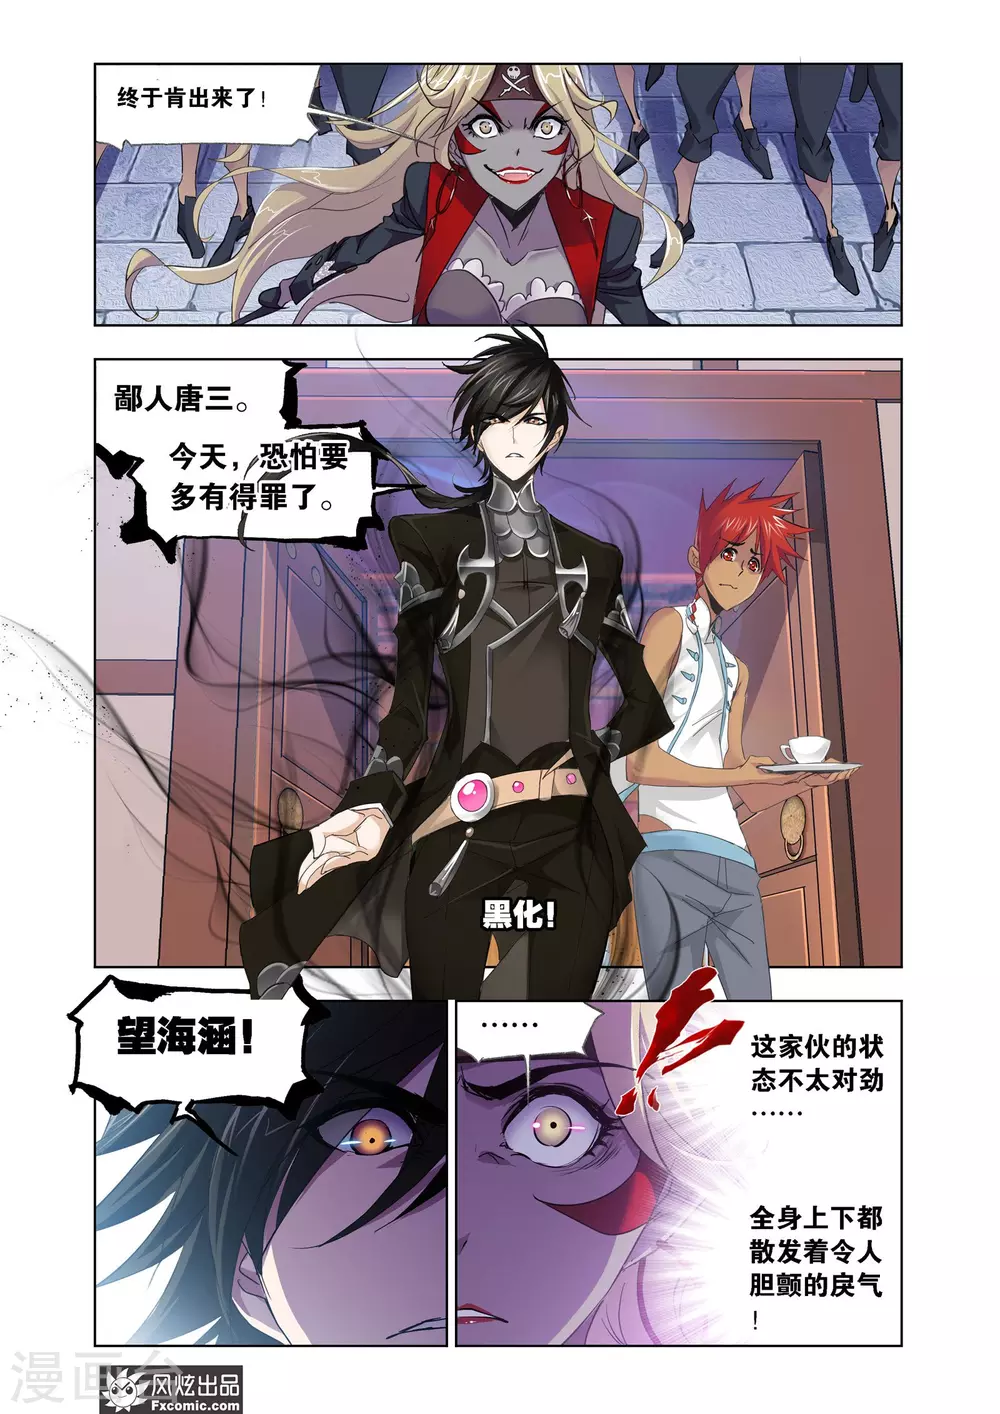 终于肯出来了！
鄙人唐三。
今天，恐怕要
多有得罪了。
黑化！
望海涵！
……
这家伙的状
态不太对劲
……
全身上下都
散发着令人
胆颤的戾气
！
漫画台
风炫出品
Fxcomic.com